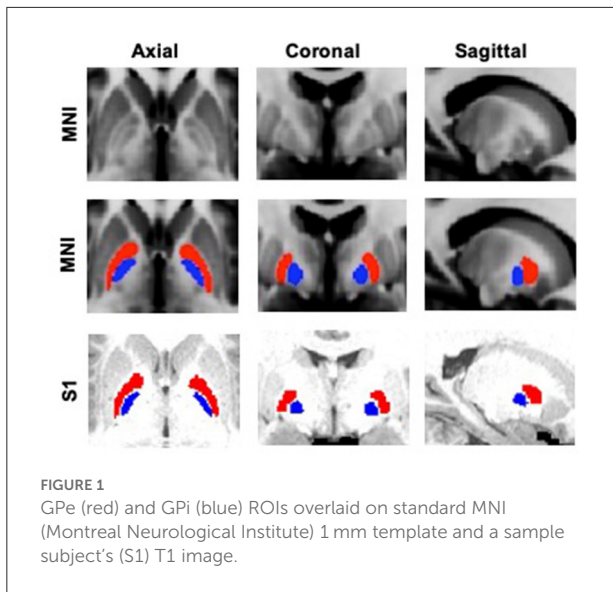 Axial Coronal Sagittal
MNI
MNI
S1
FIGURE 1
GPe (red) and GPi (blue) ROIs overlaid on standard MNI
(Montreal Neurological Institute) 1 mm template and a sample
subject's (S1) T1 image.